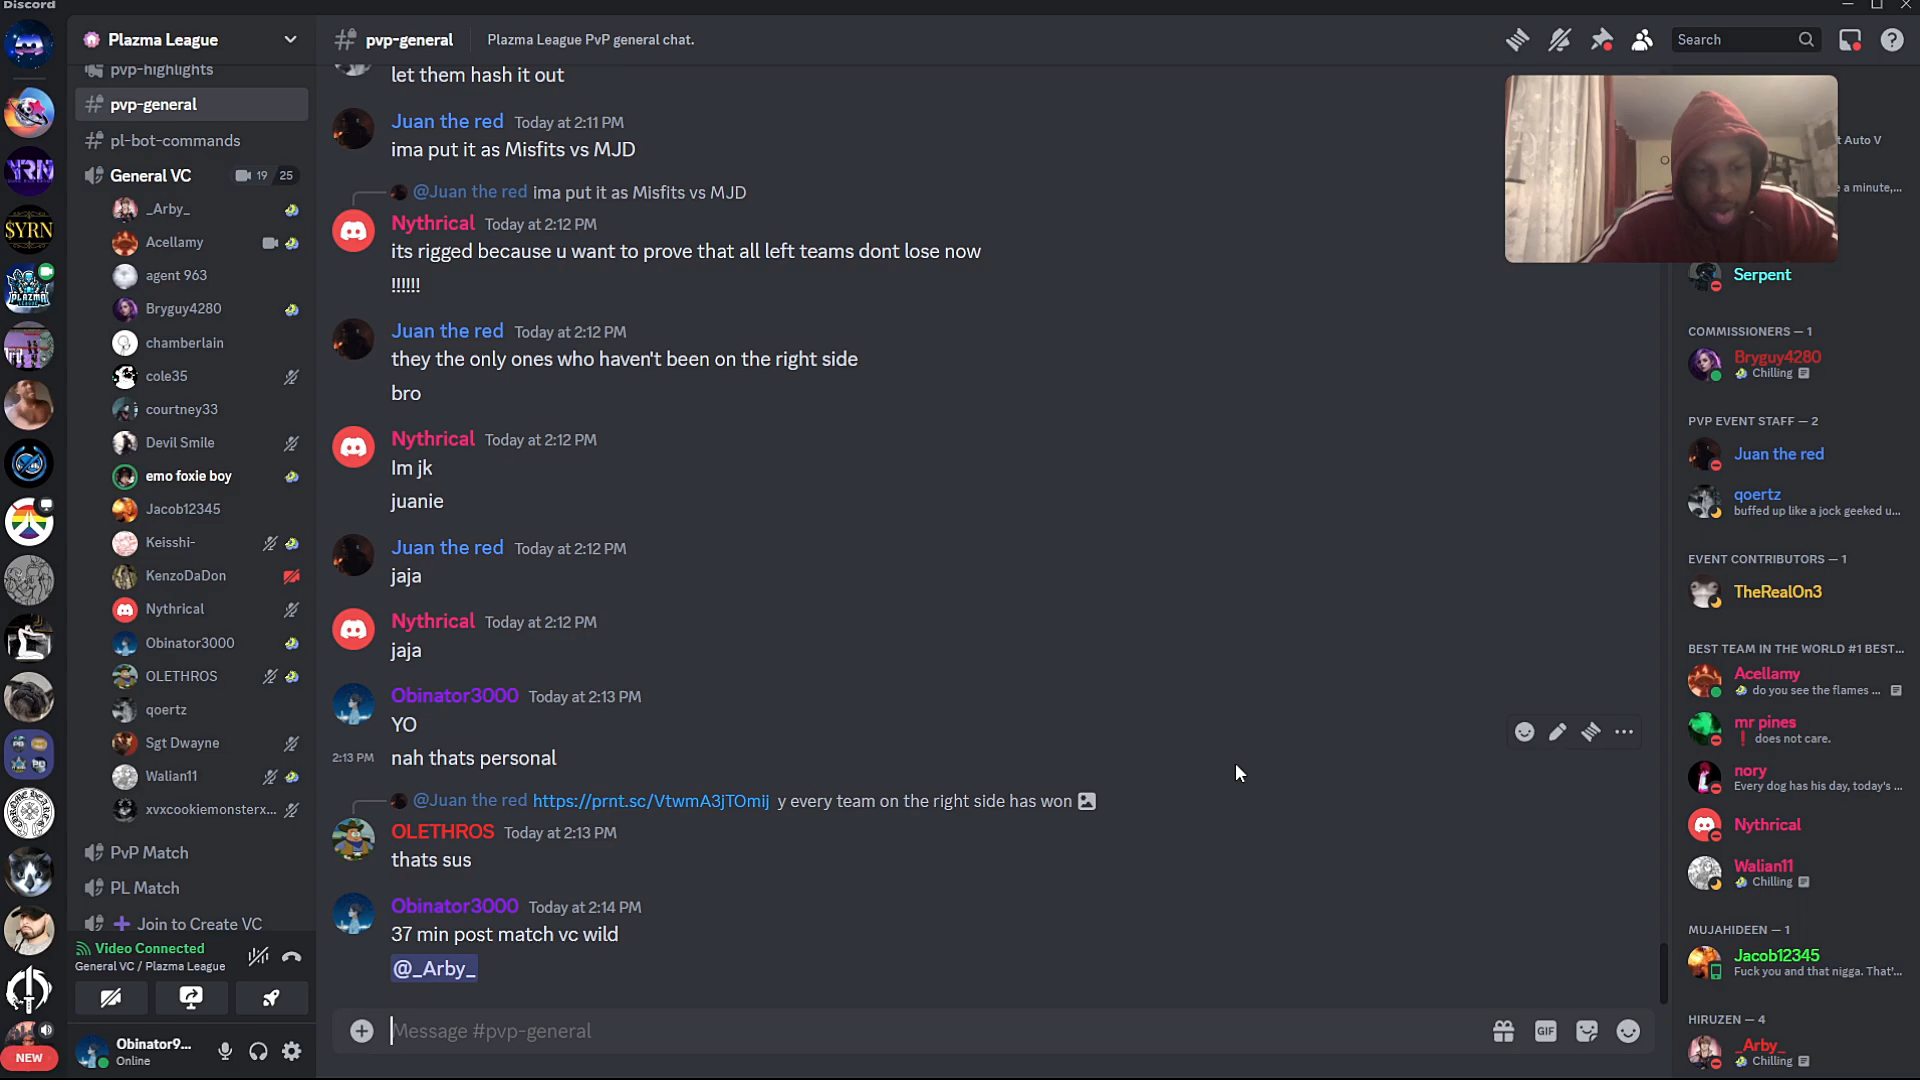 Discord
Plazma League
pvp-general
Plazma League PvP general chat.
Search
pvp-highlights
pvp-general
pl-bot-commands
General VC
19 25
_Arby_
Acellamy
agent 963
Bryguy4280
chamberlain
cole35
courtney33
Devil Smile
emo foxie boy
Jacob12345
Keisshi-
KenzoDaDon
Nythrical
Obinator3000
OLETHROS
qoertz
Sgt Dwayne
Walian11
xvxcookiemonsterx...
PvP Match
PL Match
Join to Create VC
Video Connected
General VC / Plazma League
Obinator9...
Online
YRN
$YRN
PLAZMA
NEW
let them hash it out
Juan the red Today at 2:11 PM
ima put it as Misfits vs MJD
@Juan the red ima put it as Misfits vs MJD
Nythrical Today at 2:12 PM
its rigged because u want to prove that all left teams dont lose now
!!!!!!
Juan the red Today at 2:12 PM
they the only ones who haven't been on the right side
bro
Nythrical Today at 2:12 PM
Im jk
juanie
Juan the red Today at 2:12 PM
jaja
Nythrical Today at 2:12 PM
jaja
Obinator3000 Today at 2:13 PM
YO
2:13 PM nah thats personal
@Juan the red https://prnt.sc/VtwmA3jTOmij y every team on the right side has won
OLETHROS Today at 2:13 PM
thats sus
Obinator3000 Today at 2:14 PM
37 min post match vc wild
@_Arby_
Message #pvp-general
GIF
t Auto V
e a minute,...
Serpent
COMMISSIONERS — 1
Bryguy4280
Chilling
PVP EVENT STAFF — 2
Juan the red
qoertz
buffed up like a jock geeked u...
EVENT CONTRIBUTORS — 1
TheRealOn3
BEST TEAM IN THE WORLD #1 BEST...
Acellamy
do you see the flames ...
mr pines
does not care.
nory
Every dog has his day, today's ...
Nythrical
Walian11
Chilling
MUJAHIDEEN — 1
Jacob12345
Fuck you and that nigga. That'...
HIRUZEN — 4
_Arby_
Chilling